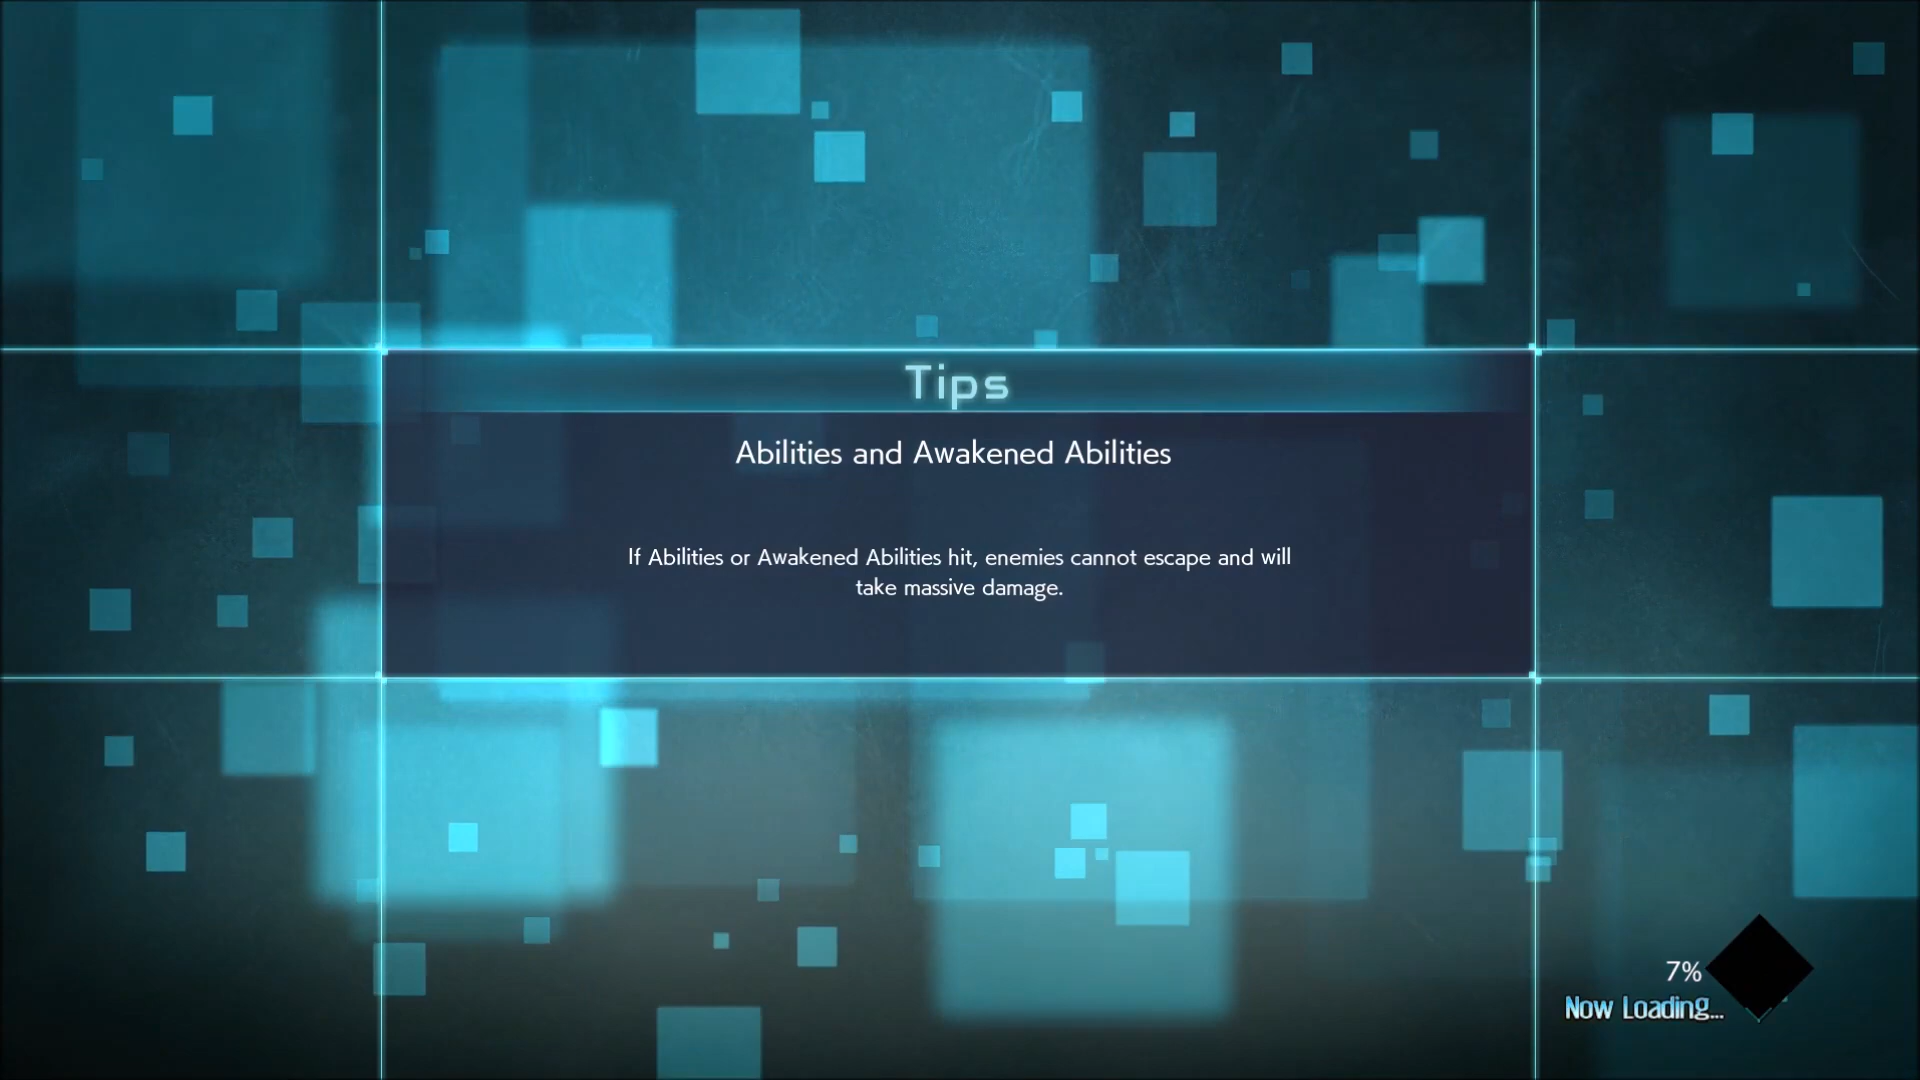 Tips
Abilities and Awakened Abilities
If Abilities or Awakened Abilities hit, enemies cannot escape and will
take massive damage.
7%
Now Loading...